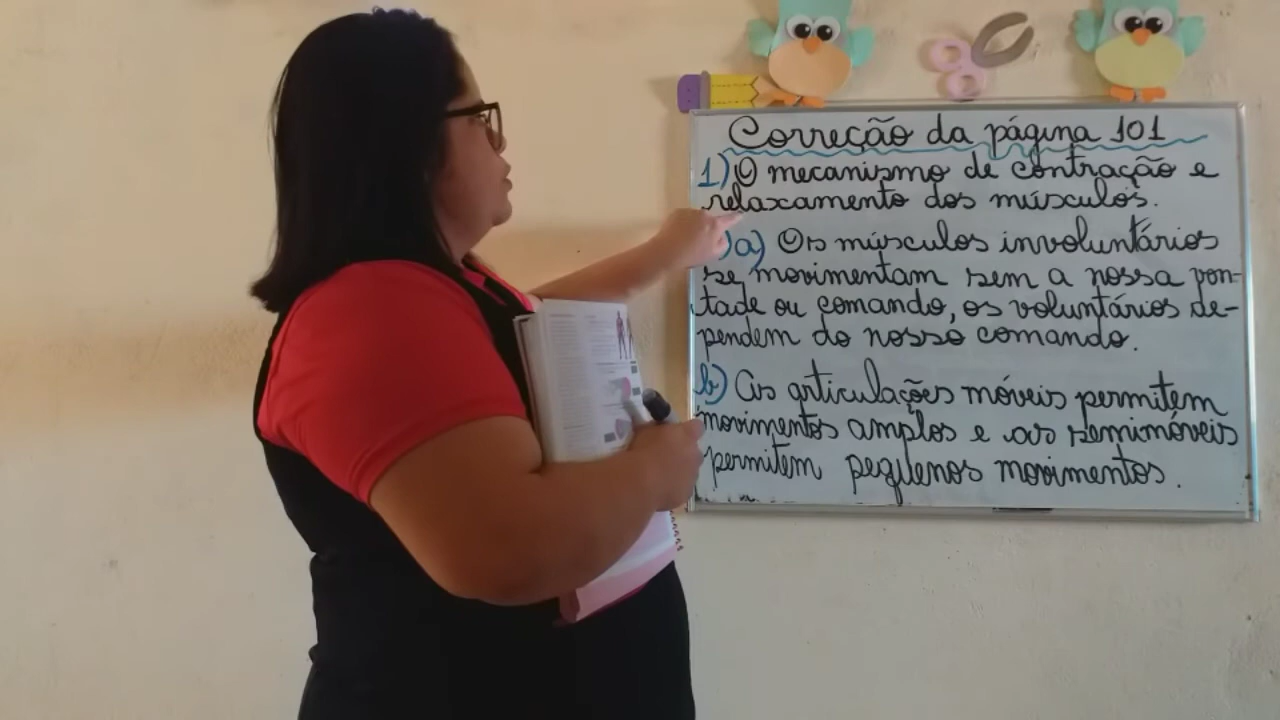 Correção da página 101
1) O mecanismo de contração e
relaxamento dos músculos.
)a) Os músculos involuntários
se movimentam sem a nossa von-
tade ou comando, os voluntários de-
pendem do nosso comando.
b) As articulações móveis permitem
movimentos amplos e as semimóveis
permitem pequenos movimentos.